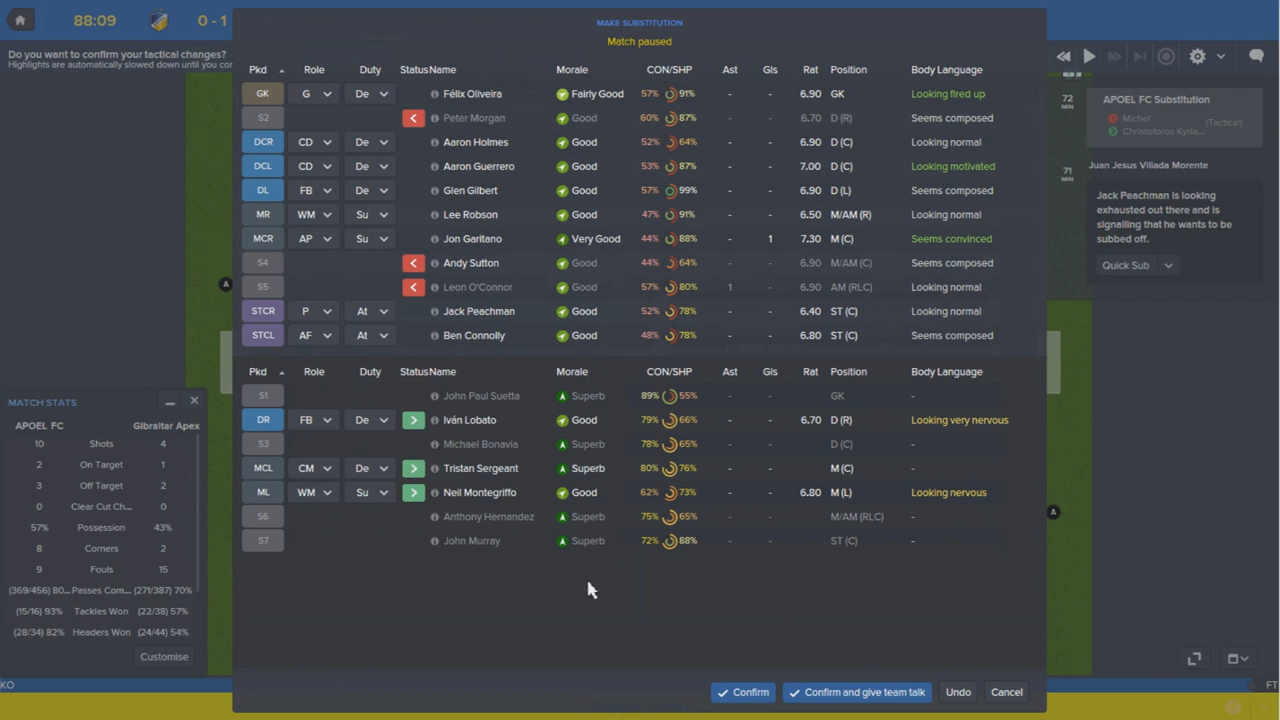 88:09
0 - 1
Do you want to confirm your tactical changes?
Highlights are automatically slowed down until you con
MAKE SUBSTITUTION
Match paused
Pkd Role Duty Status Name Morale CON/SHP Ast Gls Rat Position Body Language
GK G De Félix Oliveira Fairly Good 57% 91% - - 6.90 GK Looking fired up
S2 Peter Morgan Good 60% 87% - - 6.70 D (R) Seems composed
DCR CD De Aaron Holmes Good 52% 64% - - 6.90 D (C) Looking normal
DCL CD De Aaron Guerrero Good 53% 87% - - 7.00 D (C) Looking motivated
DL FB De Glen Gilbert Good 57% 99% - - 6.90 D (L) Seems composed
MR WM Su Lee Robson Good 47% 91% - - 6.50 M/AM (R) Looking normal
MCR AP Su Jon Garitano Very Good 44% 88% - 1 7.30 M (C) Seems convinced
S4 Andy Sutton Good 44% 64% - - 6.90 M/AM (C) Seems composed
S5 Leon O'Connor Good 57% 80% 1 - 6.90 AM (RLC) Looking normal
STCR P At Jack Peachman Good 52% 78% - - 6.40 ST (C) Looking normal
STCL AF At Ben Connolly Good 48% 78% - - 6.80 ST (C) Seems composed
Pkd Role Duty Status Name Morale CON/SHP Ast Gls Rat Position Body Language
S1 John Paul Suetta Superb 89% 55% - - GK -
DR FB De Iván Lobato Good 79% 66% - - 6.70 D (R) Looking very nervous
S3 Michael Bonavia Superb 78% 65% - - D (C) -
MCL CM De Tristan Sergeant Superb 80% 76% - - M (C) -
ML WM Su Neil Montegriffo Good 62% 73% - - 6.80 M (L) Looking nervous
S6 Anthony Hernandez Superb 75% 65% - - M/AM (RLC) -
S7 John Murray Superb 72% 88% - - ST (C) -
Confirm
Confirm and give team talk
Undo
Cancel
MATCH STATS
APOEL FC Gibraltar Apex
10 Shots 4
2 On Target 1
3 Off Target 2
0 Clear Cut Ch... 0
57% Possession 43%
8 Corners 2
9 Fouls 15
(369/456) 80... Passes Com... (271/387) 70%
(15/16) 93% Tackles Won (22/38) 57%
(28/34) 82% Headers Won (24/44) 54%
Customise
72
MIN
APOEL FC Substitution
Michel
Christoforos Kyria...
(Tactical)
71
MIN
Juan Jesus Villada Morente
Jack Peachman is looking
exhausted out there and is
signalling that he wants to be
subbed off.
Quick Sub
A
A
KO
FT